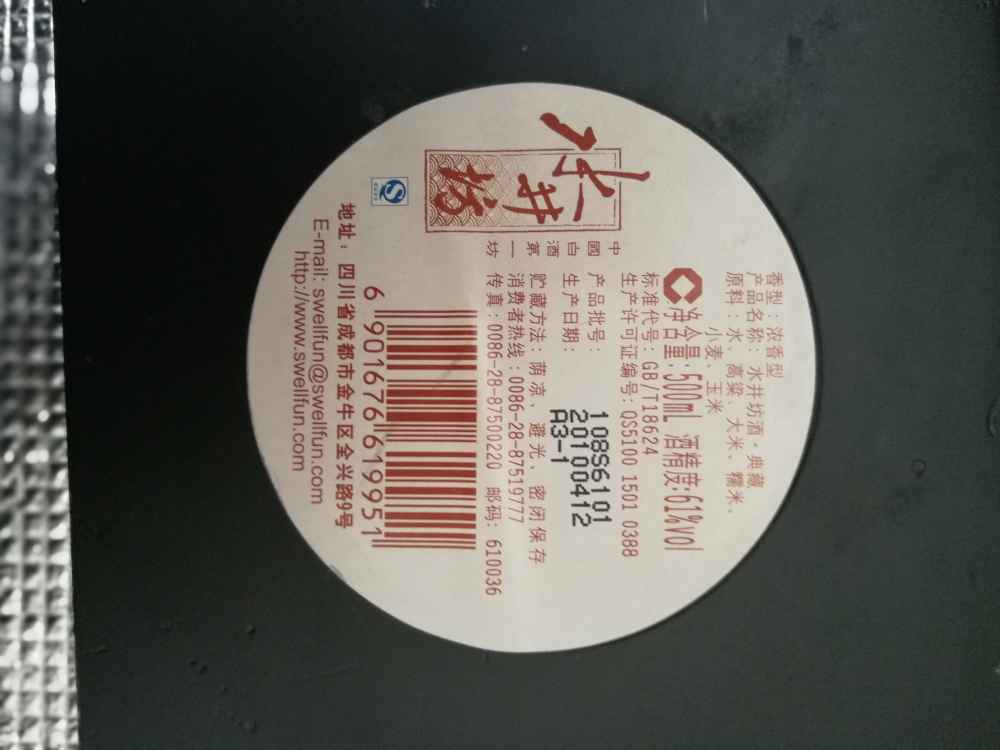 水井坊
中國白酒第一坊
香型：浓香型
产品名称：水井坊酒·典藏
原料：水、高粱、大米、糯米、
小麦、玉米
净含量:500mL 酒精度:61%vol
标准代号：GB/T18624
生产许可证编号：QS5100 1501 0388
产品批号：108S6101
生产日期：20100412
A3-1
贮藏方法：荫凉、避光、密闭保存
消费者热线：0086-28-87519777
传真：0086-28-87500220 邮码：610036
6 901676 619951
地址：四川省成都市金牛区全兴路9号
E-mail: swellfun@swellfun.com
http://www.swellfun.com